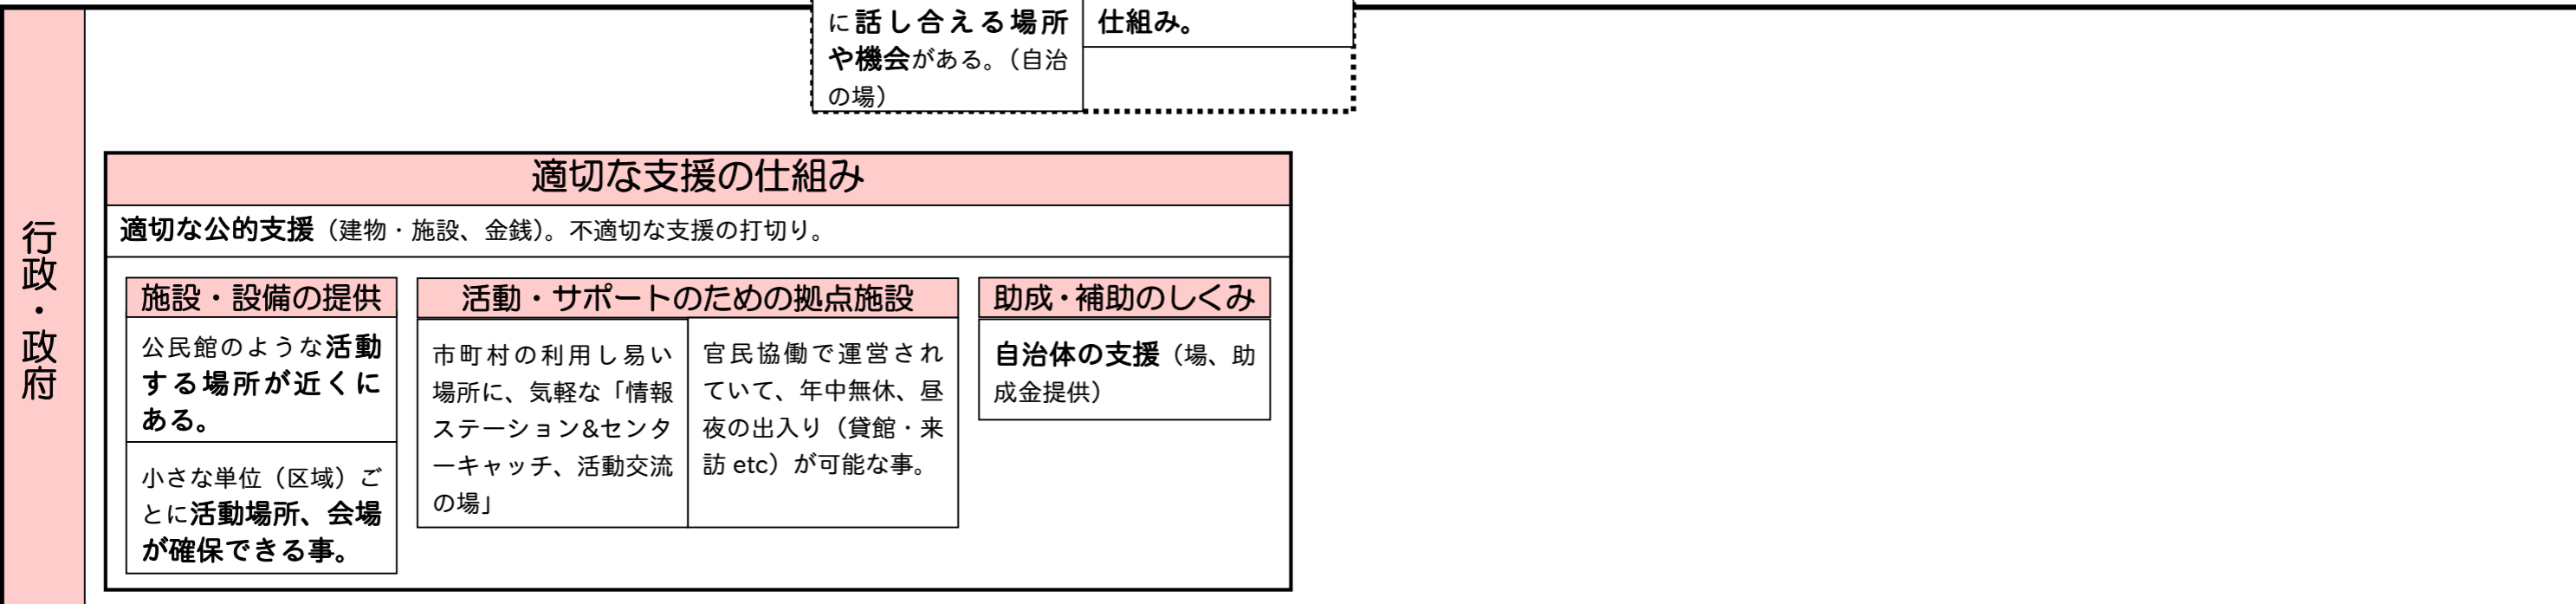 に話し合える場所
や機会がある。（自治
の場）
仕組み。
行政・政府
適切な支援の仕組み
適切な公的支援（建物・施設、金銭）。不適切な支援の打切り。
施設・設備の提供
公民館のような活動
する場所が近くに
ある。
小さな単位（区域）ご
とに活動場所、会場
が確保できる事。
活動・サポートのための拠点施設
市町村の利用し易い
場所に、気軽な「情報
ステーション&センタ
ーキャッチ、活動交流
の場」
官民協働で運営され
ていて、年中無休、昼
夜の出入り（貸館・来
訪 etc）が可能な事。
助成・補助のしくみ
自治体の支援（場、助
成金提供）